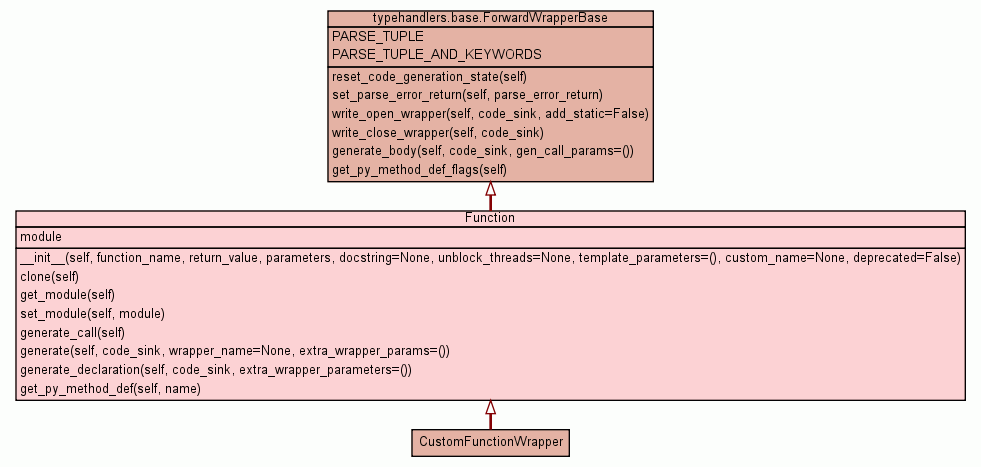 typehandlers.base.ForwardWrapperBase
PARSE_TUPLE
PARSE_TUPLE_AND_KEYWORDS
reset_code_generation_state(self)
set_parse_error_return(self, parse_error_return)
write_open_wrapper(self, code_sink, add_static=False)
write_close_wrapper(self, code_sink)
generate_body(self, code_sink, gen_call_params=())
get_py_method_def_flags(self)
Function
module
__init__(self, function_name, return_value, parameters, docstring=None, unblock_threads=None, template_parameters=(), custom_name=None, deprecated=False)
clone(self)
get_module(self)
set_module(self, module)
generate_call(self)
generate(self, code_sink, wrapper_name=None, extra_wrapper_params=())
generate_declaration(self, code_sink, extra_wrapper_parameters=())
get_py_method_def(self, name)
CustomFunctionWrapper